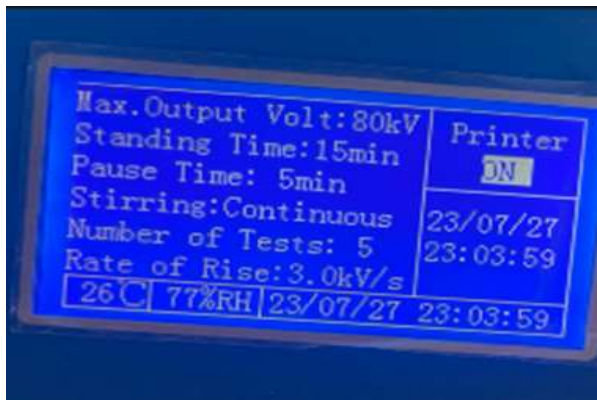 Max.Output Volt:80kV
Standing Time:15min
Pause Time: 5min
Stirring:Continuous
Number of Tests: 5
Rate of Rise:3.0kV/s
Printer
ON
23/07/27
23:03:59
26℃ 77%RH 23/07/27 23:03:59